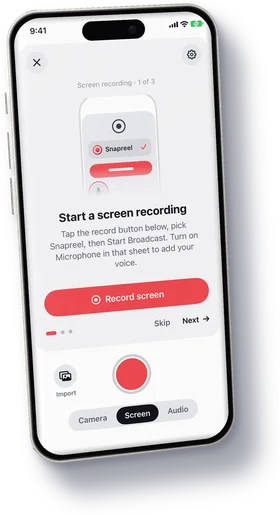 9:41
Screen recording · 1 of 3
Snapreel
Start a screen recording
Tap the record button below, pick
Snapreel, then Start Broadcast. Turn on
Microphone in that sheet to add your
voice.
Record screen
Skip Next →
Import
Camera Screen Audio